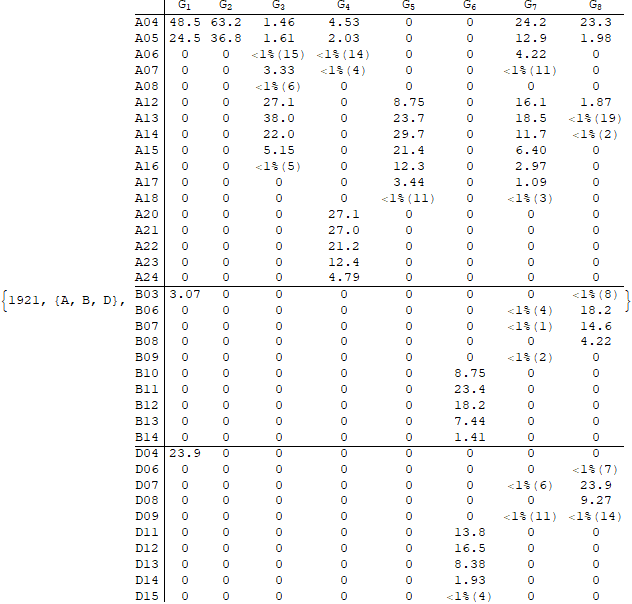 G1 G2 G3 G4 G5 G6 G7 G8
A04 48.5 63.2 1.46 4.53 0 0 24.2 23.3
A05 24.5 36.8 1.61 2.03 0 0 12.9 1.98
A06 0 0 <1%(15) <1%(14) 0 0 4.22 0
A07 0 0 3.33 <1%(4) 0 0 <1%(11) 0
A08 0 0 <1%(6) 0 0 0 0 0
A12 0 0 27.1 0 8.75 0 16.1 1.87
A13 0 0 38.0 0 23.7 0 18.5 <1%(19)
A14 0 0 22.0 0 29.7 0 11.7 <1%(2)
A15 0 0 5.15 0 21.4 0 6.40 0
A16 0 0 <1%(5) 0 12.3 0 2.97 0
A17 0 0 0 0 3.44 0 1.09 0
A18 0 0 0 0 <1%(11) 0 <1%(3) 0
A20 0 0 0 27.1 0 0 0 0
A21 0 0 0 27.0 0 0 0 0
A22 0 0 0 21.2 0 0 0 0
A23 0 0 0 12.4 0 0 0 0
A24 0 0 0 4.79 0 0 0 0
{1921, {A, B, D}, B03 3.07 0 0 0 0 0 0 <1%(8) }
B06 0 0 0 0 0 0 <1%(4) 18.2
B07 0 0 0 0 0 0 <1%(1) 14.6
B08 0 0 0 0 0 0 0 4.22
B09 0 0 0 0 0 0 <1%(2) 0
B10 0 0 0 0 0 8.75 0 0
B11 0 0 0 0 0 23.4 0 0
B12 0 0 0 0 0 18.2 0 0
B13 0 0 0 0 0 7.44 0 0
B14 0 0 0 0 0 1.41 0 0
D04 23.9 0 0 0 0 0 0 0
D06 0 0 0 0 0 0 0 <1%(7)
D07 0 0 0 0 0 0 <1%(6) 23.9
D08 0 0 0 0 0 0 0 9.27
D09 0 0 0 0 0 0 <1%(11) <1%(14)
D11 0 0 0 0 0 13.8 0 0
D12 0 0 0 0 0 16.5 0 0
D13 0 0 0 0 0 8.38 0 0
D14 0 0 0 0 0 1.93 0 0
D15 0 0 0 0 0 <1%(4) 0 0